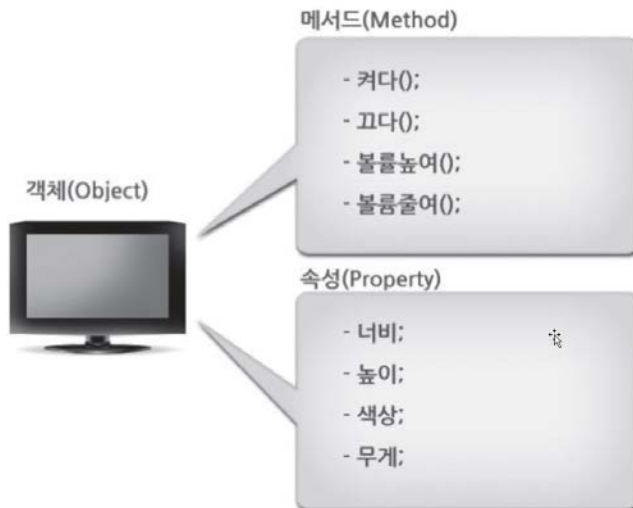 메서드(Method)
- 켜다();
- 끄다();
- 볼륨높여();
- 볼륨줄여();
객체(Object)
속성(Property)
- 너비;
- 높이;
- 색상;
- 무게;